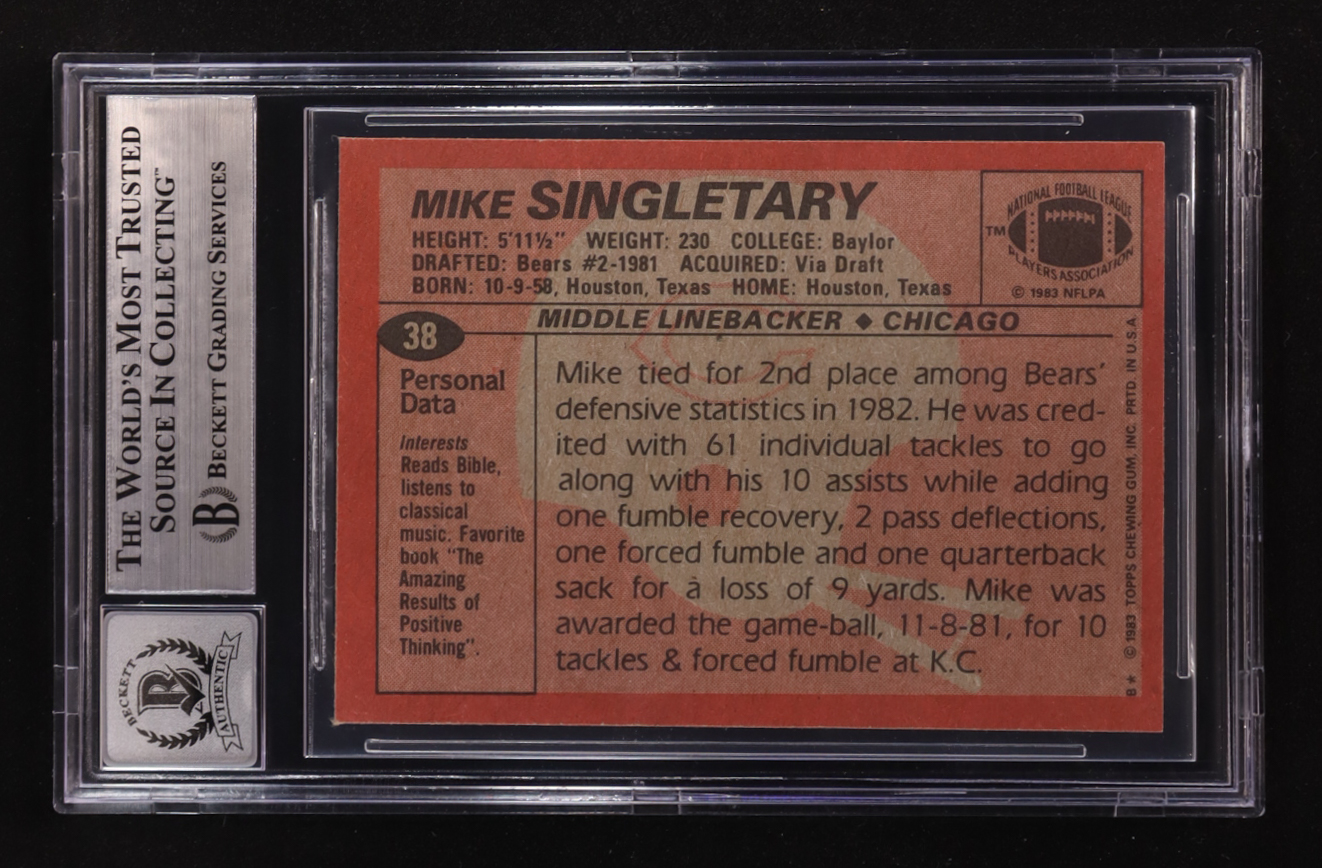 THE WORLD'S MOST TRUSTED
SOURCE IN COLLECTING™
B BECKETT GRADING SERVICES
BECKETT
B
AUTHENTIC
MIKE SINGLETARY
HEIGHT: 5'11½" WEIGHT: 230 COLLEGE: Baylor
DRAFTED: Bears #2-1981 ACQUIRED: Via Draft
BORN: 10-9-58, Houston, Texas HOME: Houston, Texas
NATIONAL FOOTBALL LEAGUE
TM
PLAYERS ASSOCIATION
© 1983 NFLPA
38
MIDDLE LINEBACKER ◆ CHICAGO
Personal
Data
Interests
Reads Bible,
listens to
classical
music. Favorite
book "The
Amazing
Results of
Positive
Thinking".
Mike tied for 2nd place among Bears'
defensive statistics in 1982. He was cred-
ited with 61 individual tackles to go
along with his 10 assists while adding
one fumble recovery, 2 pass deflections,
one forced fumble and one quarterback
sack for a loss of 9 yards. Mike was
awarded the game-ball, 11-8-81, for 10
tackles & forced fumble at K.C.
B* © 1983 TOPPS CHEWING GUM, INC. PRTD. IN U.S.A.